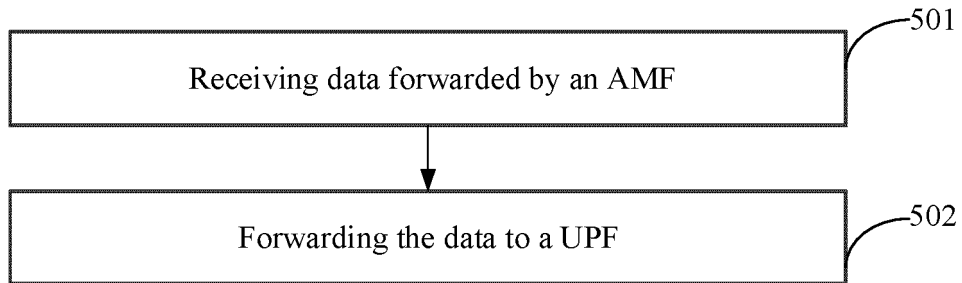 501
Receiving data forwarded by an AMF
502
Forwarding the data to a UPF